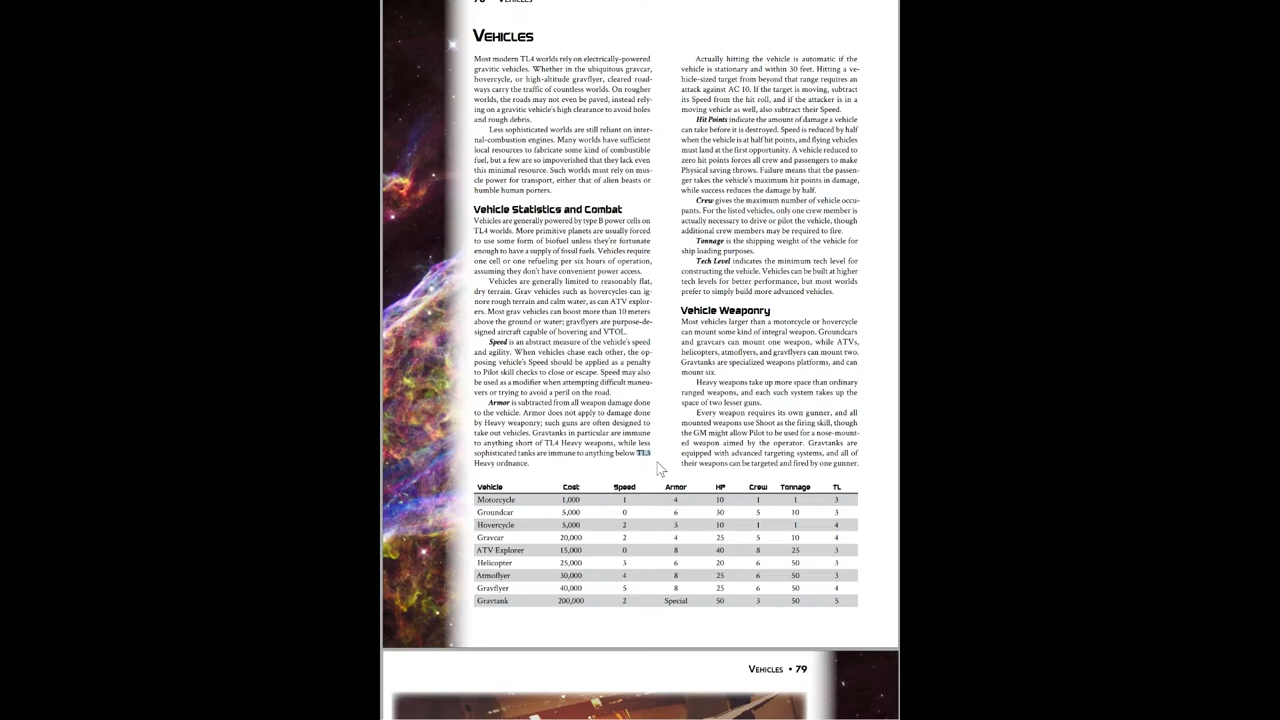 VEHICLES
Most modern TL4 worlds rely on electrically-powered
gravitic vehicles. Whether in the ubiquitous gravcar,
hovercycle, or high-altitude gravflyer, cleared road-
ways carry the traffic of countless worlds. On rougher
worlds, the roads may not even be paved, instead rely-
ing on a gravitic vehicle's high clearance to avoid holes
and rough debris.
Less sophisticated worlds are still reliant on inter-
nal-combustion engines. Many worlds have sufficient
local resources to fabricate some kind of combustible
fuel, but a few are so impoverished that they lack even
this minimal resource. Such worlds must rely on mus-
cle power for transport, either that of alien beasts or
humble human porters.
Vehicle Statistics and Combat
Vehicles are generally powered by type B power cells on
TL4 worlds. More primitive planets are usually forced
to use some form of biofuel unless they're fortunate
enough to have a supply of fossil fuels. Vehicles require
one cell or one refueling per six hours of operation,
assuming they don't have convenient power access.
Vehicles are generally limited to reasonably flat,
dry terrain. Grav vehicles such as hovercycles can ig-
nore rough terrain and calm water, as can ATV explor-
ers. Most grav vehicles can boost more than 10 meters
above the ground or water; gravflyers are purpose-de-
signed aircraft capable of hovering and VTOL.
Speed is an abstract measure of the vehicle's speed
and agility. When vehicles chase each other, the op-
posing vehicle's Speed should be applied as a penalty
to Pilot skill checks to close or escape. Speed may also
be used as a modifier when attempting difficult maneu-
vers or trying to avoid a peril on the road.
Armor is subtracted from all weapon damage done
to the vehicle. Armor does not apply to damage done
by Heavy weaponry; such guns are often designed to
take out vehicles. Gravtanks in particular are immune
to anything short of TL4 Heavy weapons, while less
sophisticated tanks are immune to anything below TL3
Heavy ordnance.
Actually hitting the vehicle is automatic if the
vehicle is stationary and within 30 feet. Hitting a ve-
hicle-sized target from beyond that range requires an
attack against AC 10. If the target is moving, subtract
its Speed from the hit roll, and if the attacker is in a
moving vehicle as well, also subtract their Speed.
Hit Points indicate the amount of damage a vehicle
can take before it is destroyed. Speed is reduced by half
when the vehicle is at half hit points, and flying vehicles
must land at the first opportunity. A vehicle reduced to
zero hit points forces all crew and passengers to make
Physical saving throws. Failure means that the passen-
ger takes the vehicle's maximum hit points in damage,
while success reduces the damage by half.
Crew gives the maximum number of vehicle occu-
pants. For the listed vehicles, only one crew member is
actually necessary to drive or pilot the vehicle, though
additional crew members may be required to fire.
Tonnage is the shipping weight of the vehicle for
ship loading purposes.
Tech Level indicates the minimum tech level for
constructing the vehicle. Vehicles can be built at higher
tech levels for better performance, but most worlds
prefer to simply build more advanced vehicles.
Vehicle Weaponry
Most vehicles larger than a motorcycle or hovercycle
can mount some kind of integral weapon. Groundcars
and gravcars can mount one weapon, while ATVs,
helicopters, atmoflyers, and gravflyers can mount two.
Gravtanks are specialized weapons platforms, and can
mount six.
Heavy weapons take up more space than ordinary
ranged weapons, and each such system takes up the
space of two lesser guns.
Every weapon requires its own gunner, and all
mounted weapons use Shoot as the firing skill, though
the GM might allow Pilot to be used for a nose-mount-
ed weapon aimed by the operator. Gravtanks are
equipped with advanced targeting systems, and all of
their weapons can be targeted and fired by one gunner.
Vehicle Cost Speed Armor HP Crew Tonnage TL
Motorcycle 1,000 1 4 10 1 1 3
Groundcar 5,000 0 6 30 5 10 3
Hovercycle 5,000 2 3 10 1 1 4
Gravcar 20,000 2 4 25 5 10 4
ATV Explorer 15,000 0 8 40 8 25 3
Helicopter 25,000 3 6 20 6 50 3
Atmoflyer 30,000 4 8 25 6 50 3
Gravflyer 40,000 5 8 25 6 50 4
Gravtank 200,000 2 Special 50 3 50 5
VEHICLES • 79